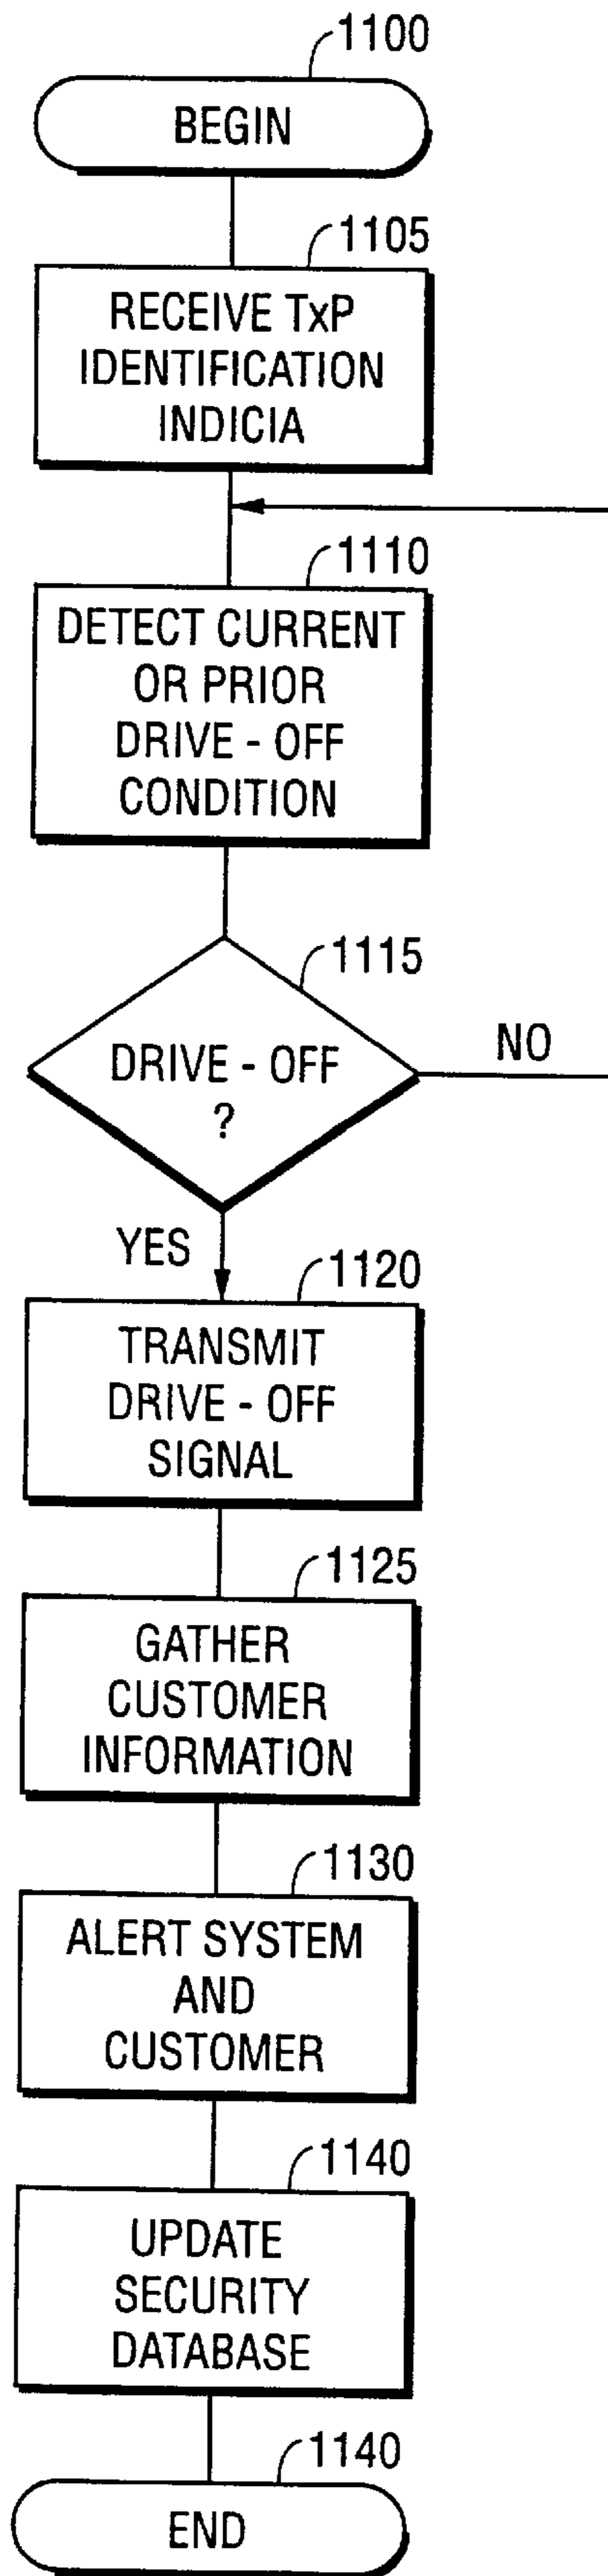 1100
BEGIN
1105
RECEIVE TxP
IDENTIFICATION
INDICIA
1110
DETECT CURRENT
OR PRIOR
DRIVE - OFF
CONDITION
1115
DRIVE - OFF
?
NO
YES
1120
TRANSMIT
DRIVE - OFF
SIGNAL
1125
GATHER
CUSTOMER
INFORMATION
1130
ALERT SYSTEM
AND
CUSTOMER
1140
UPDATE
SECURITY
DATABASE
1140
END